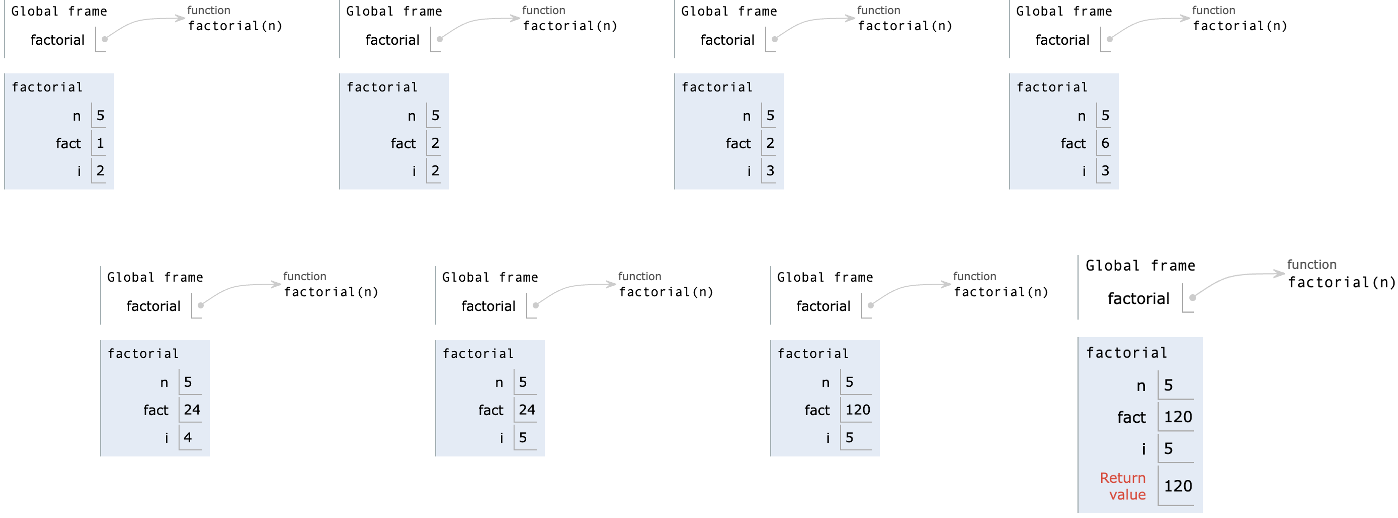 Global frame
function
factorial
factorial(n)
factorial
n 5
fact 1
i 2
Global frame
function
factorial
factorial(n)
factorial
n 5
fact 2
i 2
Global frame
function
factorial
factorial(n)
factorial
n 5
fact 2
i 3
Global frame
function
factorial
factorial(n)
factorial
n 5
fact 6
i 3
Global frame
function
factorial
factorial(n)
factorial
n 5
fact 24
i 4
Global frame
function
factorial
factorial(n)
factorial
n 5
fact 24
i 5
Global frame
function
factorial
factorial(n)
factorial
n 5
fact 120
i 5
Global frame
function
factorial
factorial(n)
factorial
n 5
fact 120
i 5
Return
value 120